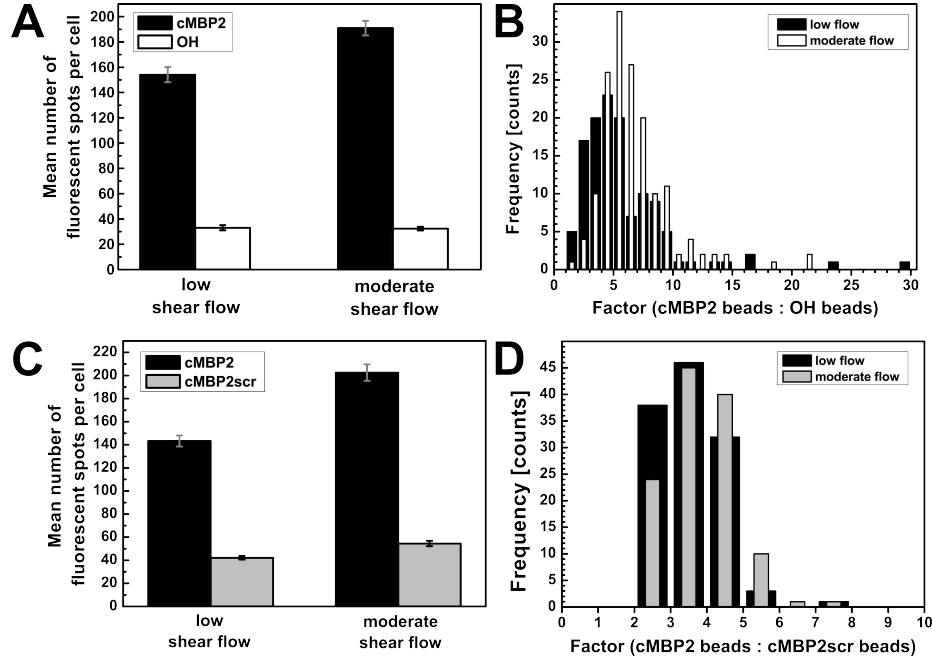 A
Mean number of
fluorescent spots per cell
200
180
160
140
120
100
80
60
40
20
0
cMBP2
OH
low
shear flow
moderate
shear flow
B
Frequency [counts]
35
30
25
20
15
10
5
0
low flow
moderate flow
0 5 10 15 20 25 30
Factor (cMBP2 beads : OH beads)
C
Mean number of
fluorescent spots per cell
220
200
180
160
140
120
100
80
60
40
20
0
cMBP2
cMBP2scr
low
shear flow
moderate
shear flow
D
Frequency [counts]
45
40
35
30
25
20
15
10
5
0
low flow
moderate flow
0 1 2 3 4 5 6 7 8 9 10
Factor (cMBP2 beads : cMBP2scr beads)